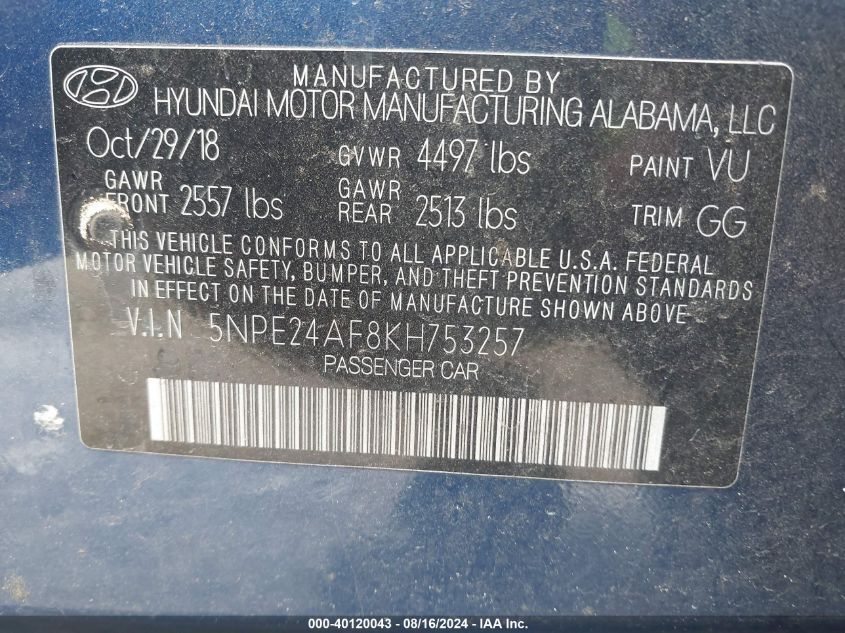 MANUFACTURED BY
HYUNDAI MOTOR MANUFACTURING ALABAMA, LLC
Oct/29/18 GVWR 4497 lbs PAINT VU
GAWR FRONT 2557 lbs GAWR REAR 2513 lbs TRIM GG
THIS VEHICLE CONFORMS TO ALL APPLICABLE U.S.A. FEDERAL
MOTOR VEHICLE SAFETY, BUMPER, AND THEFT PREVENTION STANDARDS
IN EFFECT ON THE DATE OF MANUFACTURE SHOWN ABOVE
V.I.N 5NPE24AF8KH753257
PASSENGER CAR
000-40120043 - 08/16/2024 - IAA Inc.